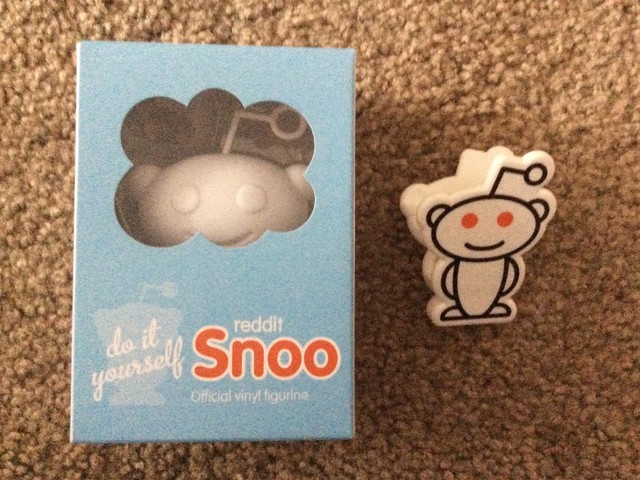 do it
yourself
reddit
Snoo
Official vinyl figurine